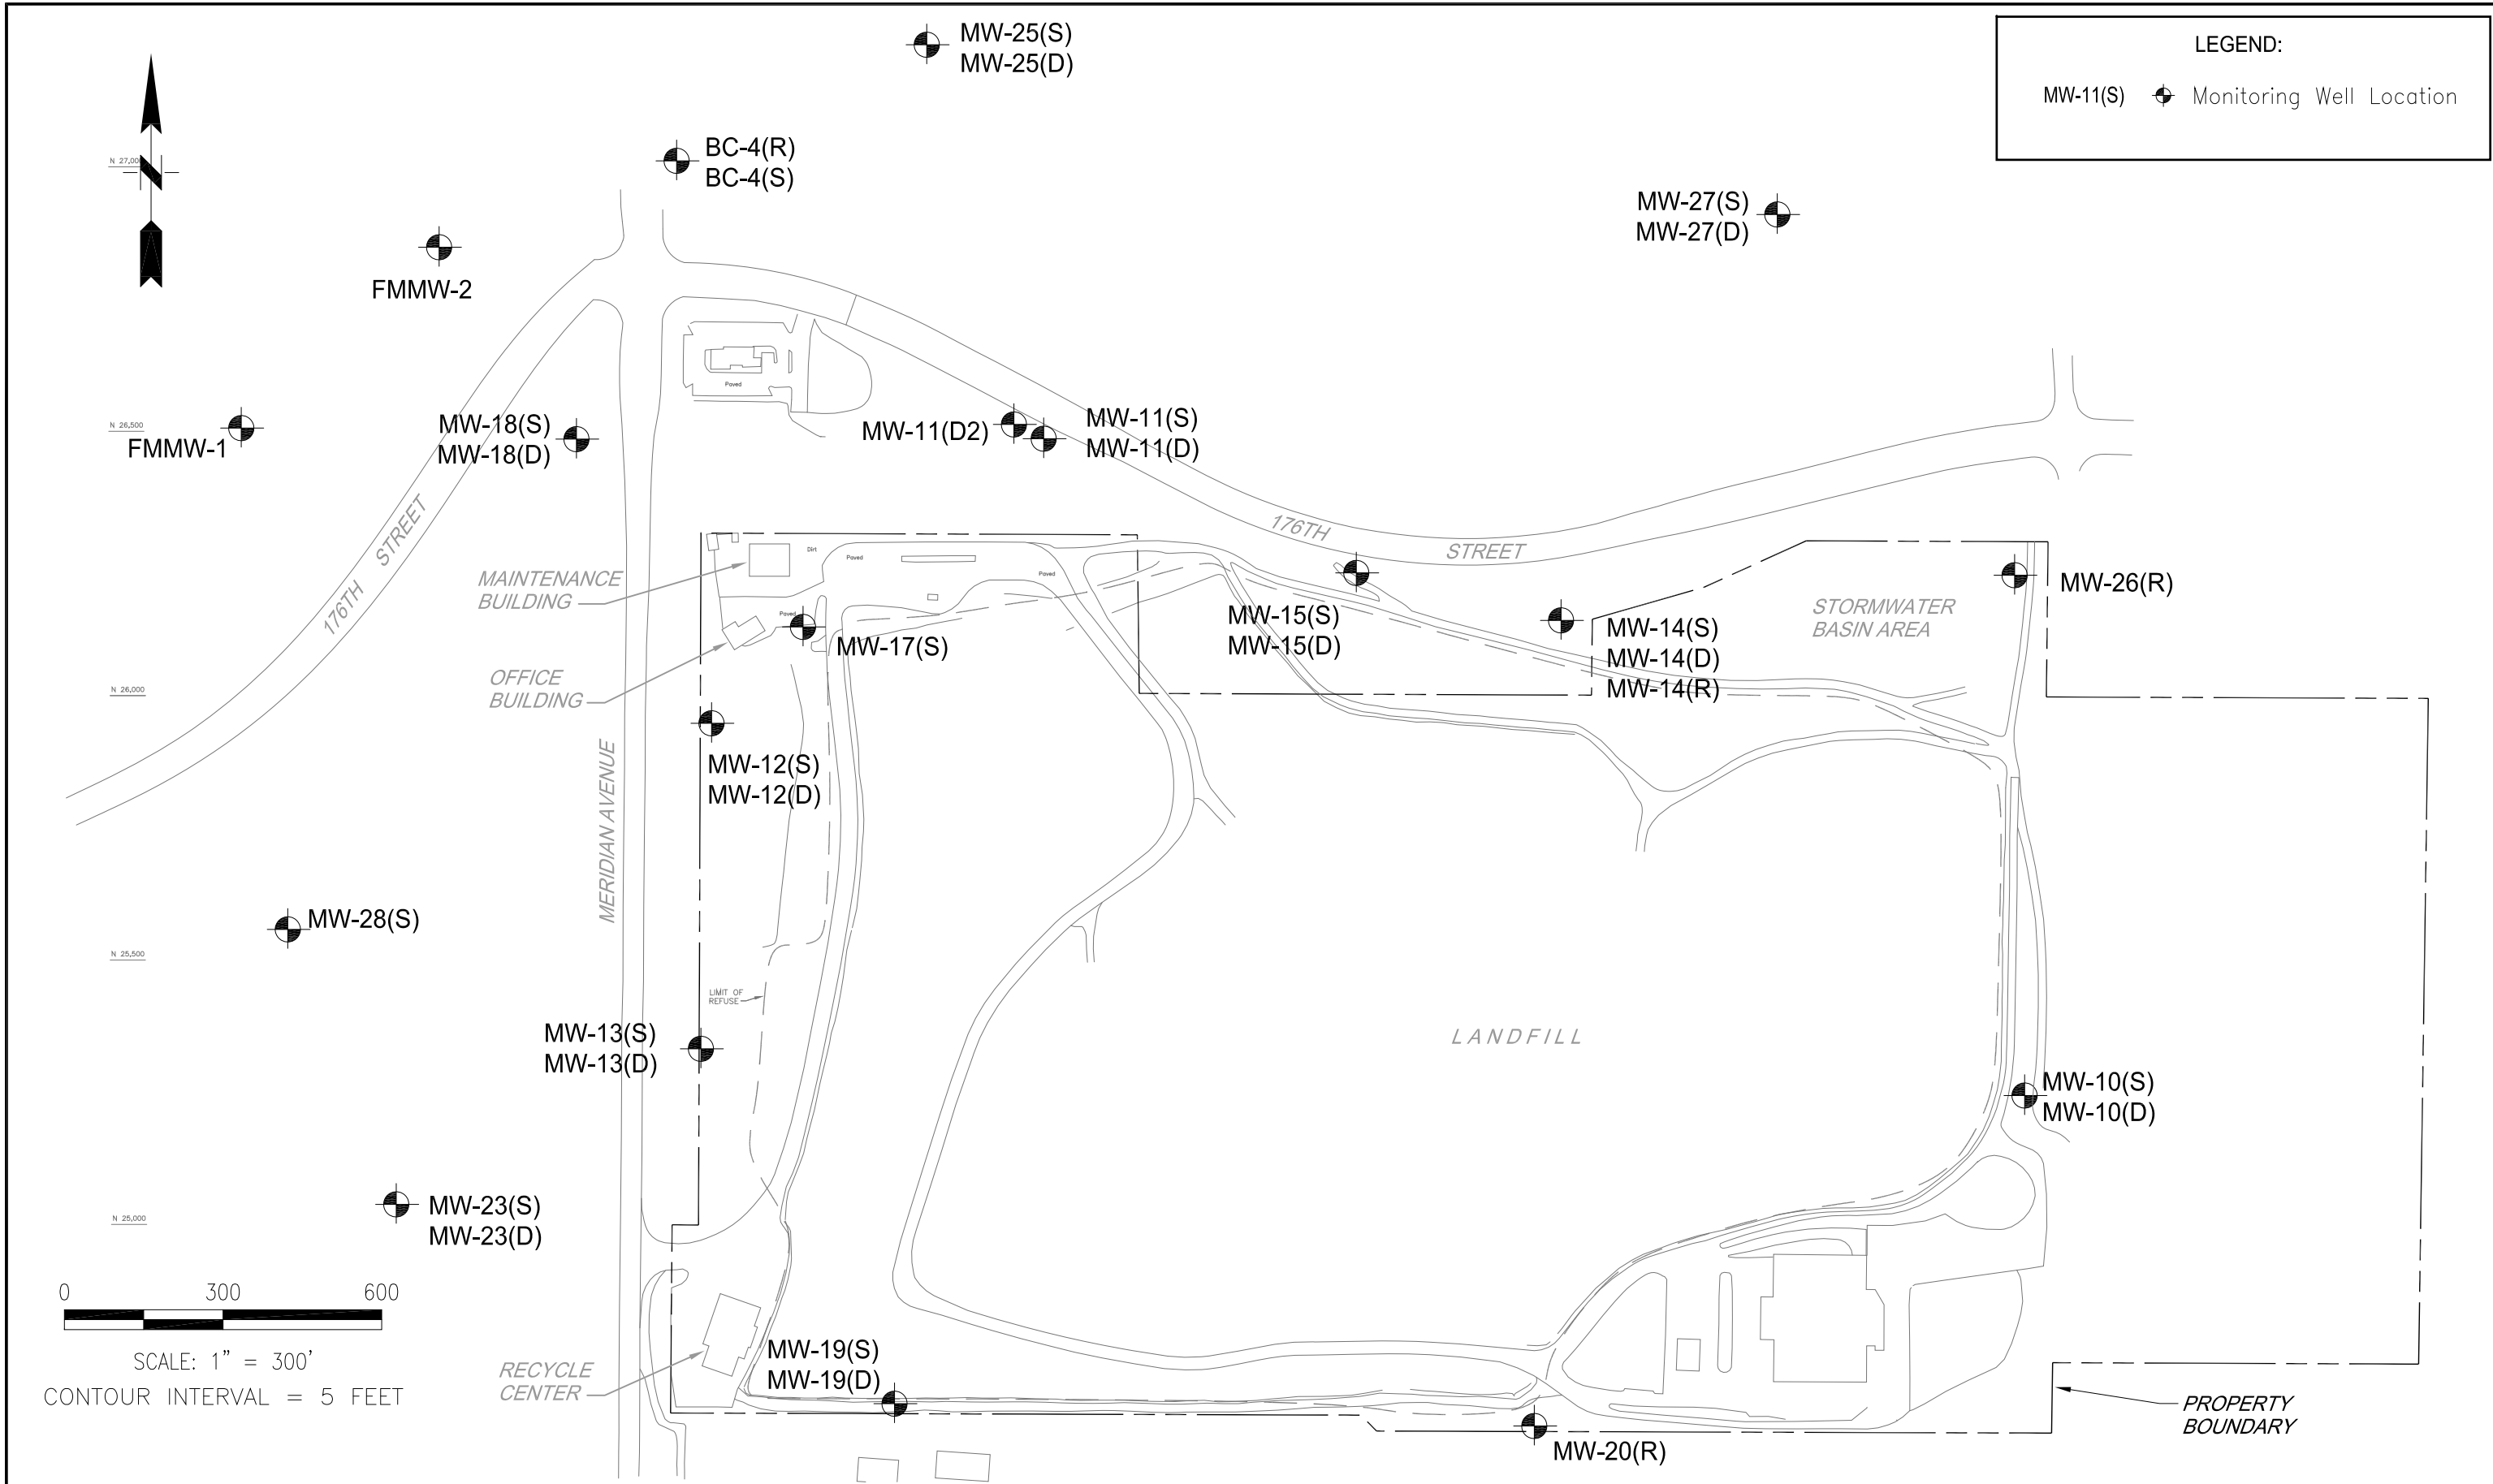 MW-25(S)
MW-25(D)
LEGEND:
MW-11(S) Monitoring Well Location
BC-4(R)
BC-4(S)
N 27,000
MW-27(S)
MW-27(D)
FMMW-2
Paved
N 26,500
FMMW-1
MW-18(S)
MW-18(D)
MW-11(D2)
MW-11(S)
MW-11(D)
176TH STREET
176TH STREET
MAINTENANCE
BUILDING
Dirt
Paved
Paved
Paved
MW-17(S)
MW-15(S)
MW-15(D)
MW-14(S)
MW-14(D)
MW-14(R)
STORMWATER
BASIN AREA
MW-26(R)
OFFICE
BUILDING
N 26,000
MW-12(S)
MW-12(D)
MERIDIAN AVENUE
MW-28(S)
N 25,500
LIMIT OF
REFUSE
MW-13(S)
MW-13(D)
LANDFILL
MW-10(S)
MW-10(D)
MW-23(S)
MW-23(D)
N 25,000
0 300 600
SCALE: 1" = 300'
CONTOUR INTERVAL = 5 FEET
RECYCLE
CENTER
MW-19(S)
MW-19(D)
MW-20(R)
PROPERTY
BOUNDARY